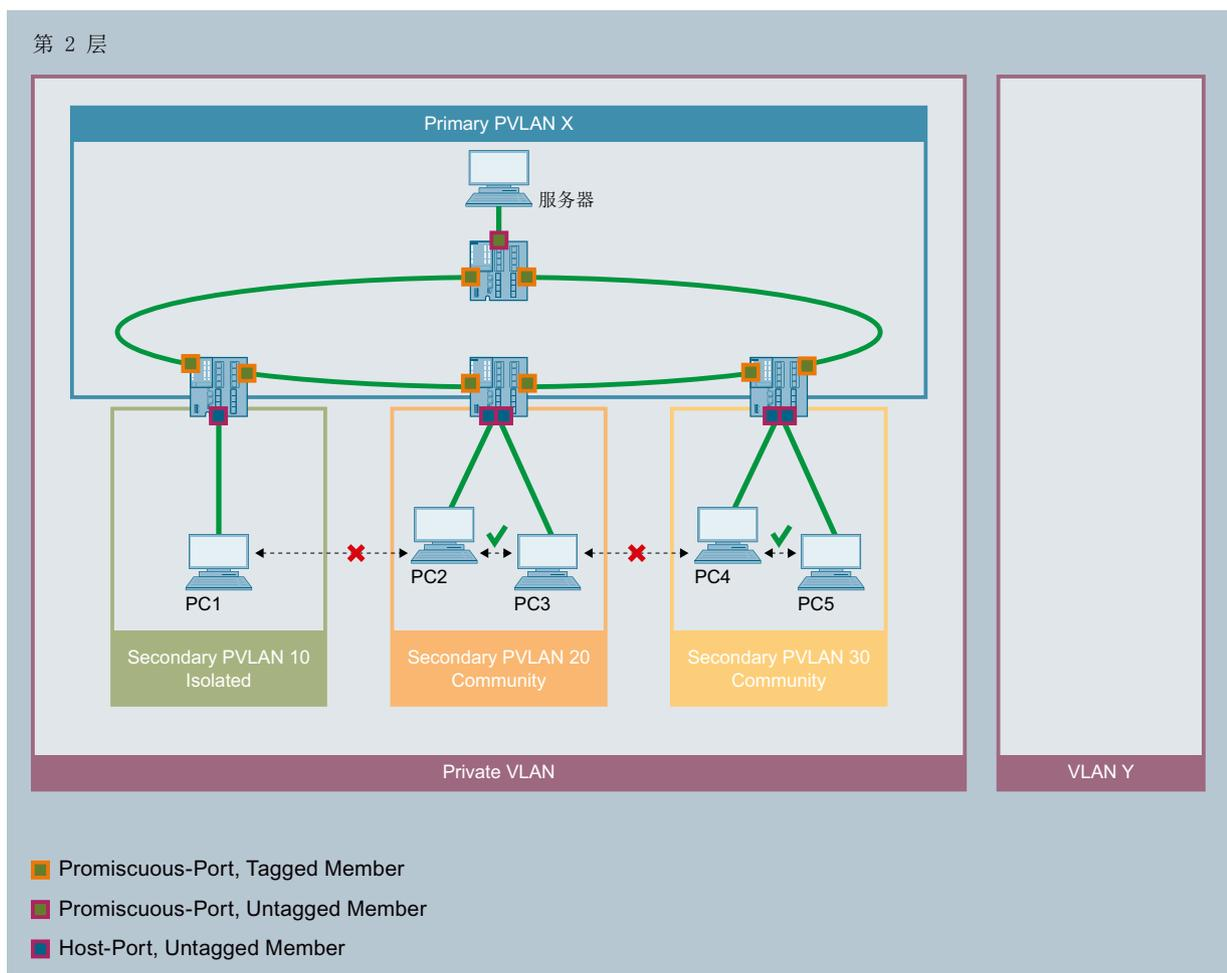 第 2 层
Primary PVLAN X
服务器
PC1
PC2
PC3
PC4
PC5
Secondary PVLAN 10
Isolated
Secondary PVLAN 20
Community
Secondary PVLAN 30
Community
Private VLAN
VLAN Y
Promiscuous-Port, Tagged Member
Promiscuous-Port, Untagged Member
Host-Port, Untagged Member